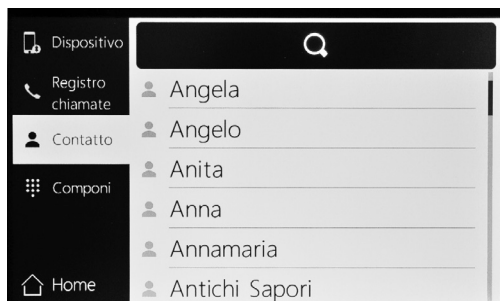 Dispositivo
Registro
chiamate
Contatto
Componi
Home
Angela
Angelo
Anita
Anna
Annamaria
Antichi Sapori